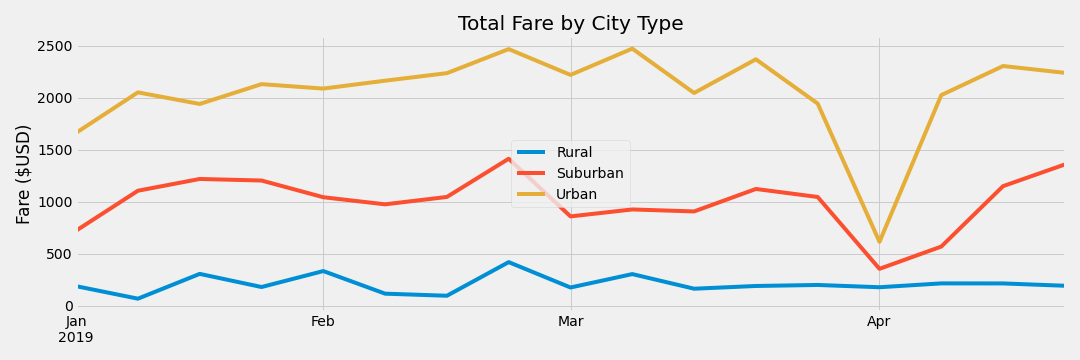 Total Fare by City Type
Fare ($USD)
2500
2000
1500
1000
500
0
Rural
Suburban
Urban
Jan Feb Mar Apr
2019